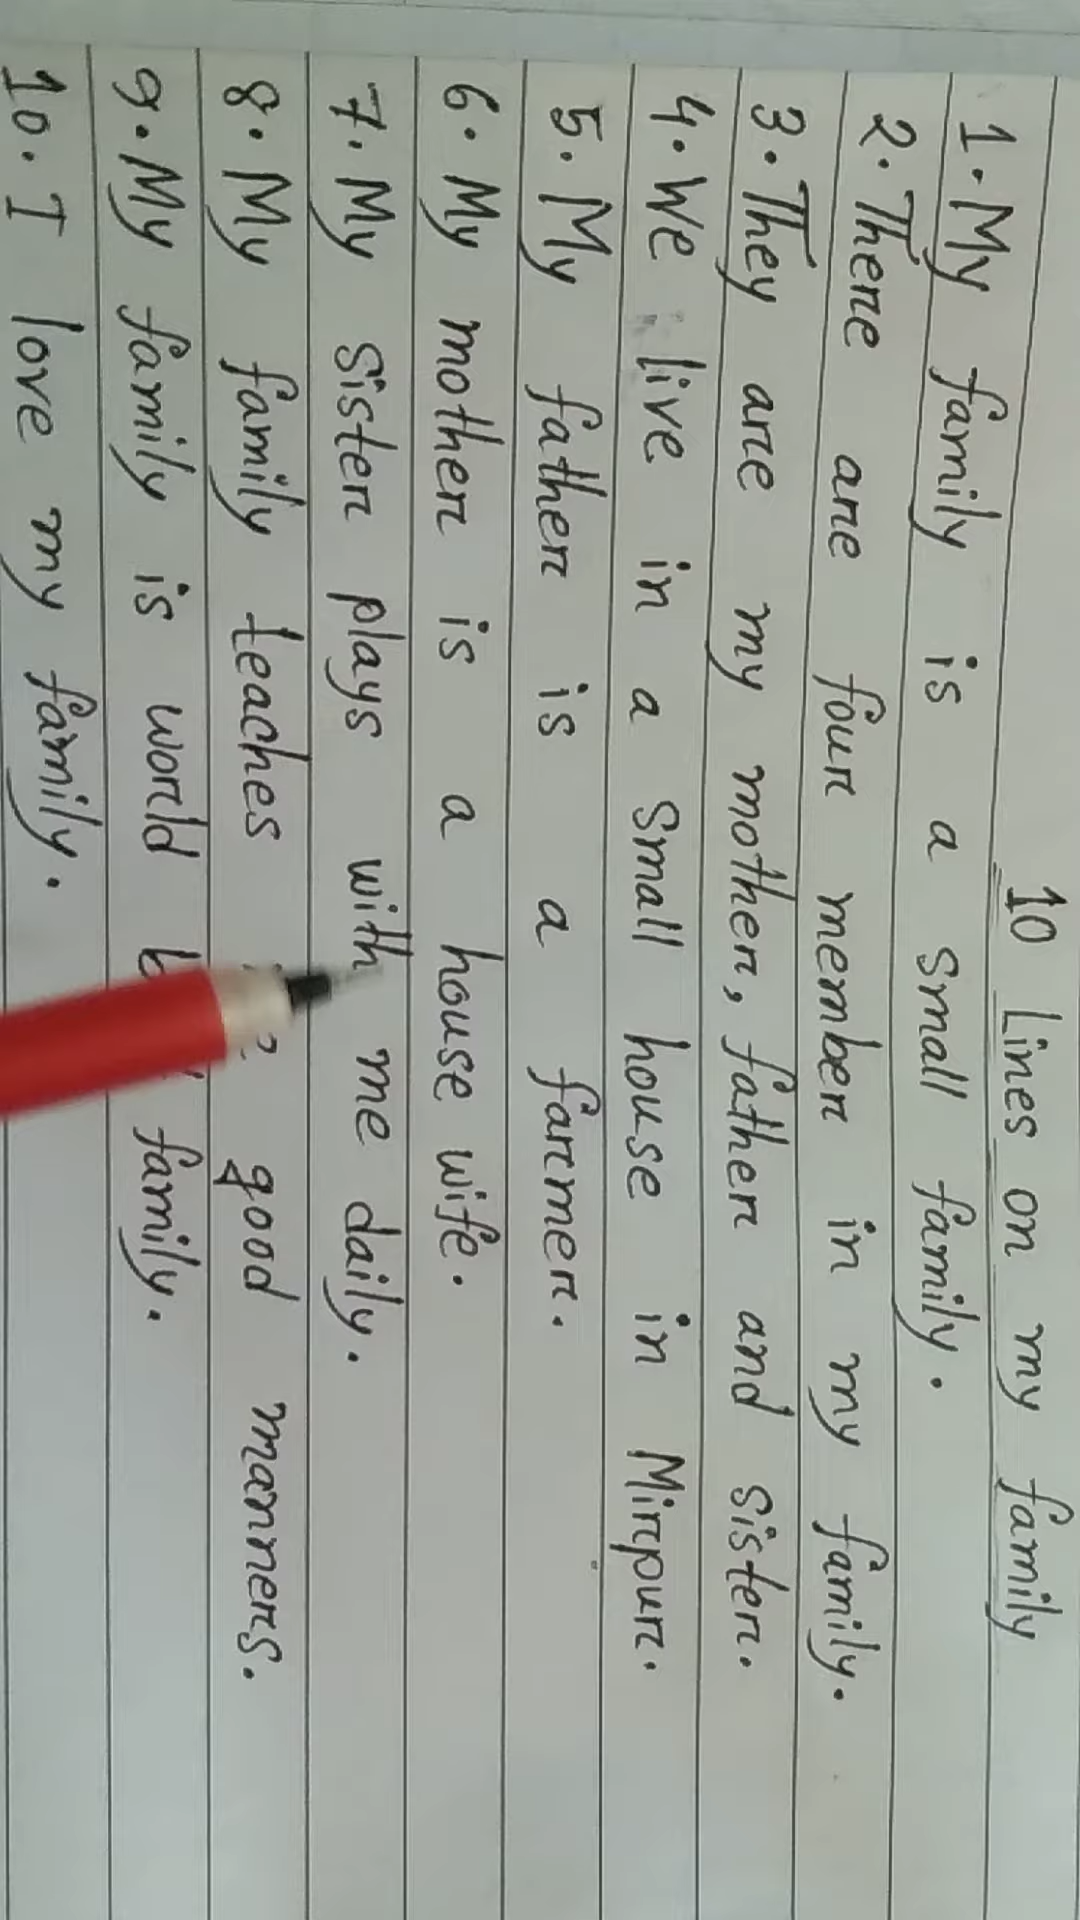 10 Lines on my family
1. My family is a small family.
2. There are four member in my family.
3. They are my mother, father and sister.
4. We live in a small house in Mirpur.
5. My father is a farmer.
6. My mother is a house wife.
7. My sister plays with me daily.
8. My family teaches good manners.
9. My family is world family.
10. I love my family.